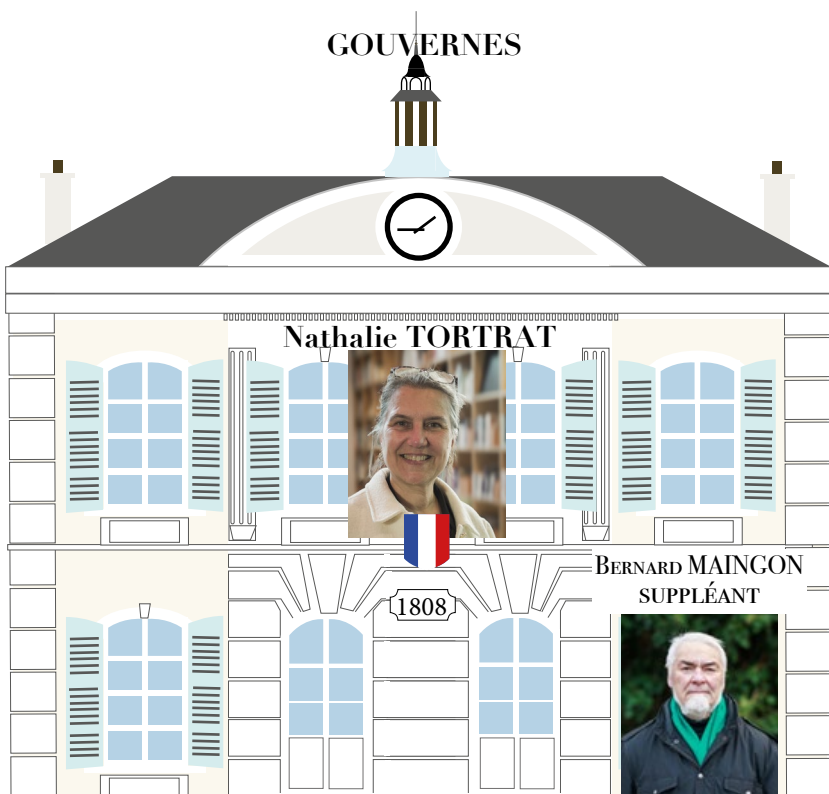 GOUVERNES
Nathalie TORTRAT
BERNARD MAINGON
SUPPLÉANT
1808